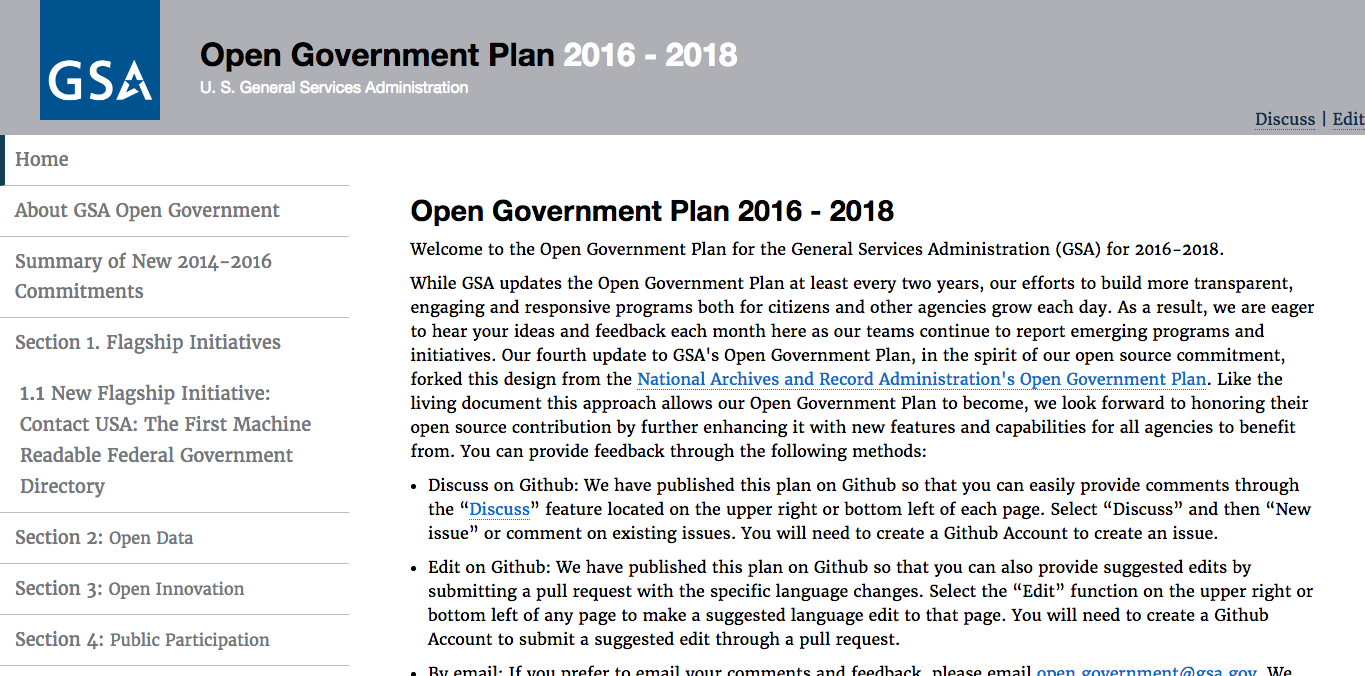 GSA
Open Government Plan 2016 - 2018
U. S. General Services Administration
Discuss | Edit
Home
About GSA Open Government
Summary of New 2014-2016
Commitments
Section 1. Flagship Initiatives
1.1 New Flagship Initiative:
Contact USA: The First Machine
Readable Federal Government
Directory
Section 2: Open Data
Section 3: Open Innovation
Section 4: Public Participation
Open Government Plan 2016 - 2018
Welcome to the Open Government Plan for the General Services Administration (GSA) for 2016-2018.
While GSA updates the Open Government Plan at least every two years, our efforts to build more transparent,
engaging and responsive programs both for citizens and other agencies grow each day. As a result, we are eager
to hear your ideas and feedback each month here as our teams continue to report emerging programs and
initiatives. Our fourth update to GSA's Open Government Plan, in the spirit of our open source commitment,
forked this design from the National Archives and Record Administration's Open Government Plan. Like the
living document this approach allows our Open Government Plan to become, we look forward to honoring their
open source contribution by further enhancing it with new features and capabilities for all agencies to benefit
from. You can provide feedback through the following methods:
• Discuss on Github: We have published this plan on Github so that you can easily provide comments through
the “Discuss” feature located on the upper right or bottom left of each page. Select “Discuss” and then “New
issue” or comment on existing issues. You will need to create a Github Account to create an issue.
• Edit on Github: We have published this plan on Github so that you can also provide suggested edits by
submitting a pull request with the specific language changes. Select the “Edit” function on the upper right or
bottom left of any page to make a suggested language edit to that page. You will need to create a Github
Account to submit a suggested edit through a pull request.
• By email: If you prefer to email your comments and feedback, please email open.government@gsa.gov. We